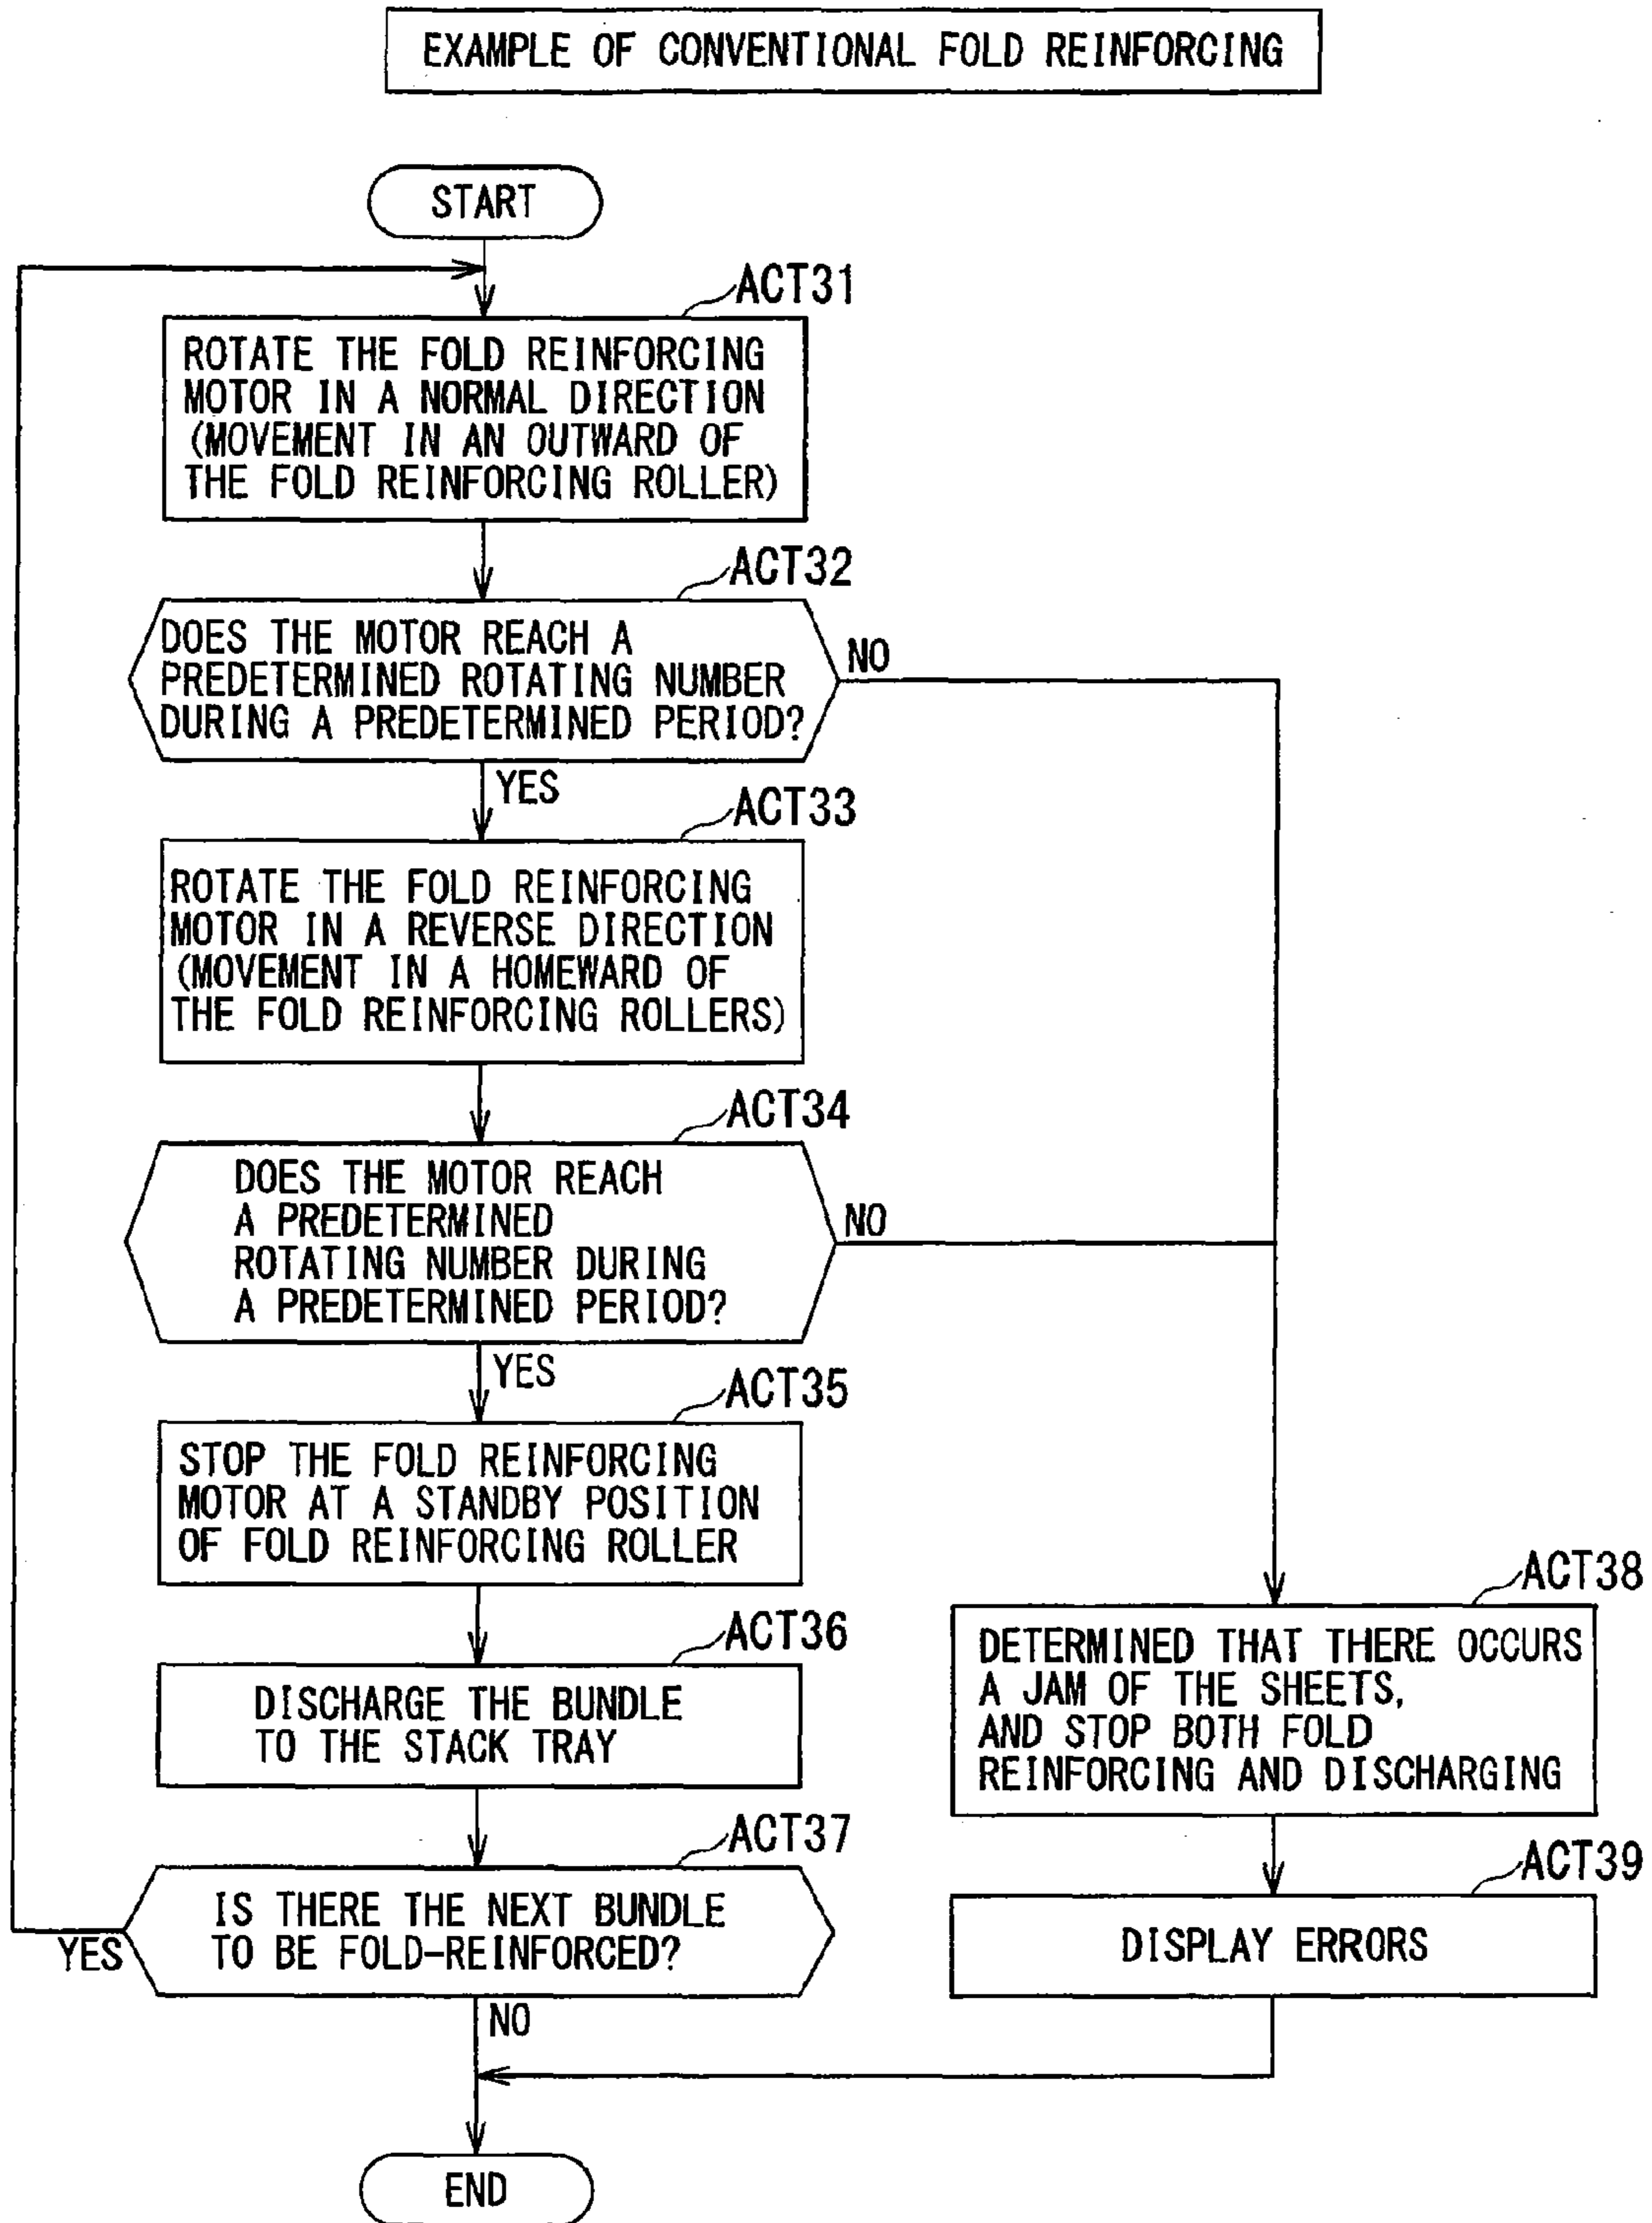 EXAMPLE OF CONVENTIONAL FOLD REINFORCING
START
ACT31
ROTATE THE FOLD REINFORCING
MOTOR IN A NORMAL DIRECTION
(MOVEMENT IN AN OUTWARD OF
THE FOLD REINFORCING ROLLER)
ACT32
DOES THE MOTOR REACH A
PREDETERMINED ROTATING NUMBER
DURING A PREDETERMINED PERIOD?
NO
YES
ACT33
ROTATE THE FOLD REINFORCING
MOTOR IN A REVERSE DIRECTION
(MOVEMENT IN A HOMEWARD OF
THE FOLD REINFORCING ROLLERS)
ACT34
DOES THE MOTOR REACH
A PREDETERMINED
ROTATING NUMBER DURING
A PREDETERMINED PERIOD?
NO
YES
ACT35
STOP THE FOLD REINFORCING
MOTOR AT A STANDBY POSITION
OF FOLD REINFORCING ROLLER
ACT36
DISCHARGE THE BUNDLE
TO THE STACK TRAY
ACT37
IS THERE THE NEXT BUNDLE
TO BE FOLD-REINFORCED?
YES
NO
ACT38
DETERMINED THAT THERE OCCURS
A JAM OF THE SHEETS,
AND STOP BOTH FOLD
REINFORCING AND DISCHARGING
ACT39
DISPLAY ERRORS
END